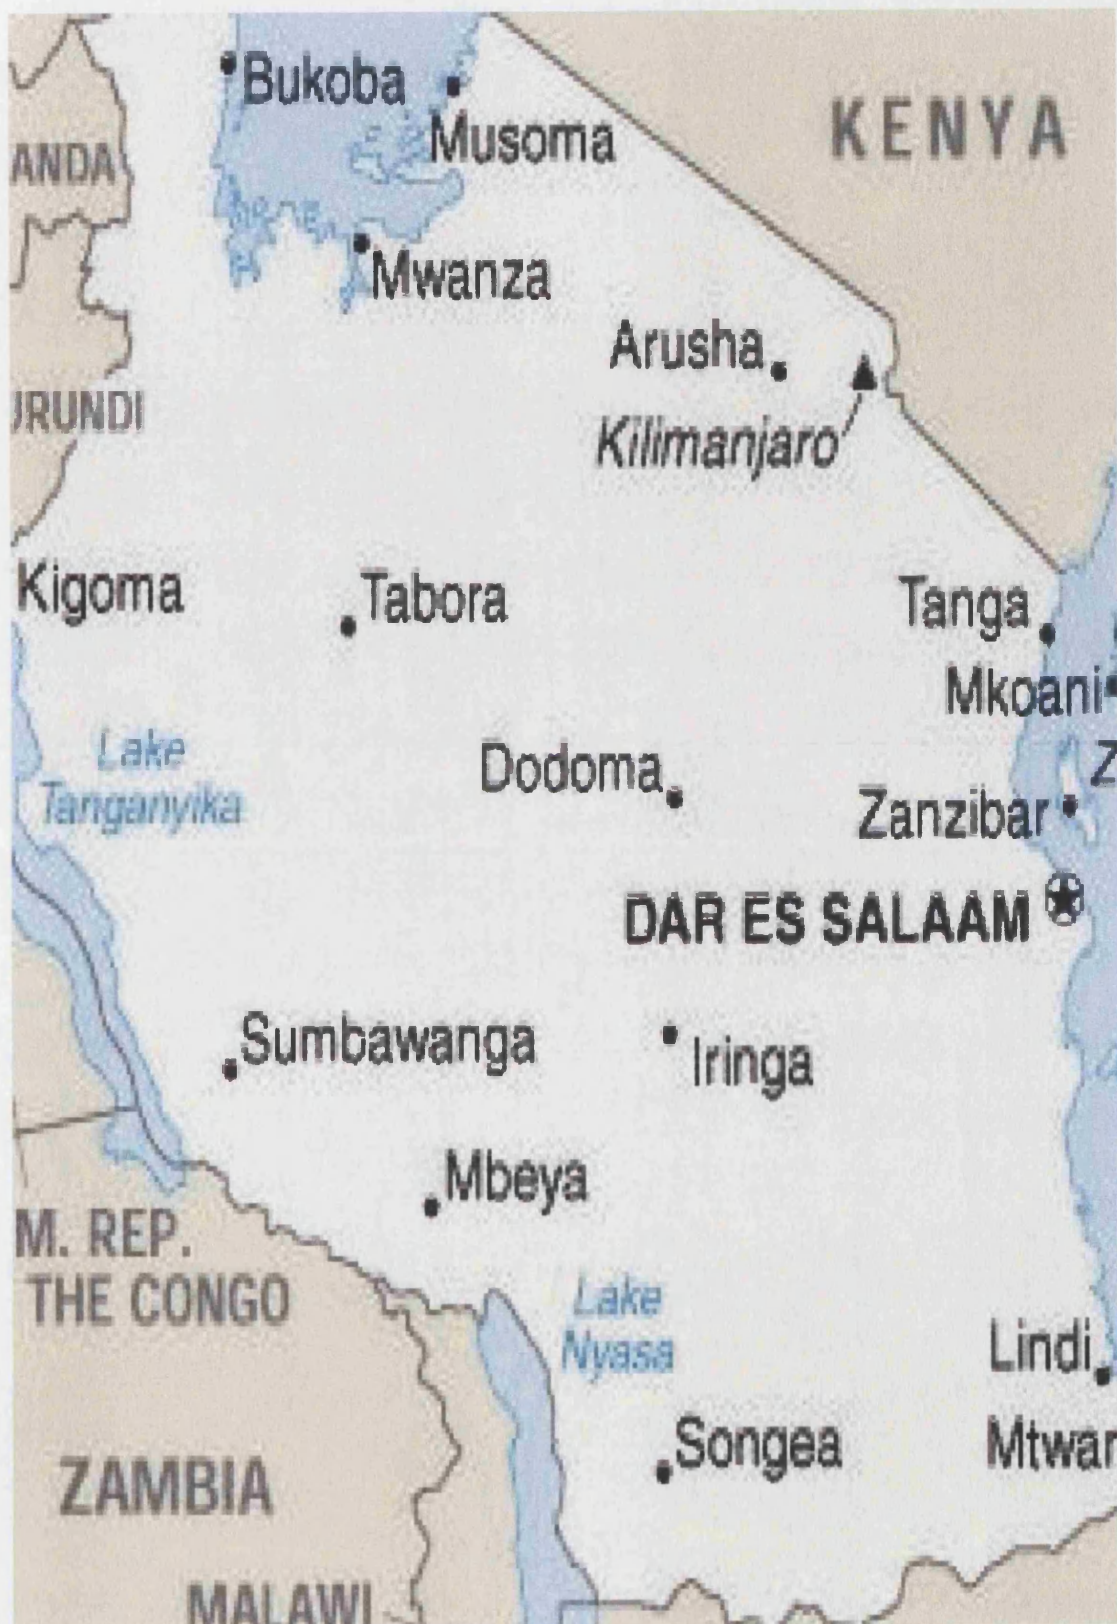 Bukoba
Musoma
KENYA
ANDA
Mwanza
Arusha
Kilimanjaro
URUNDI
Kigoma
Tabora
Tanga
Mkoani
Lake
Tanganyika
Dodoma
Z
Zanzibar
DAR ES SALAAM
Sumbawanga
Iringa
Mbeya
M. REP.
THE CONGO
Lake
Nyasa
Lindi
Songea
Mtwar
ZAMBIA
MALAWI